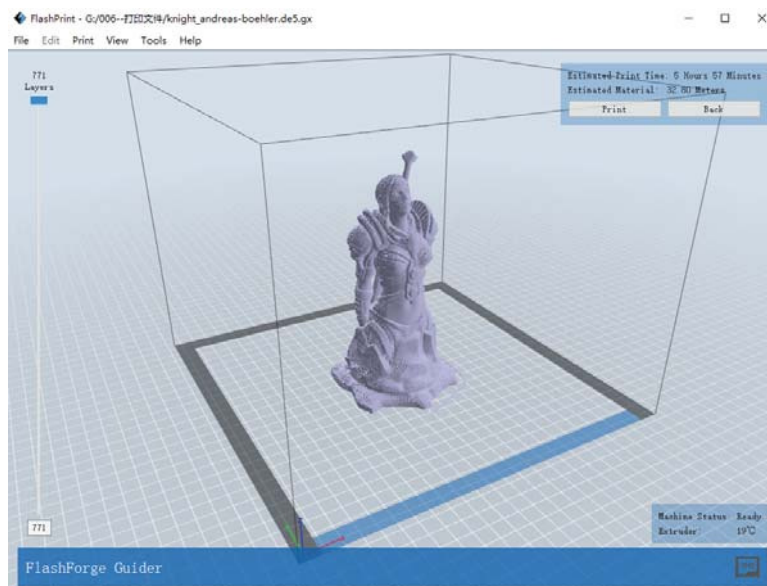 FlashPrint - G:/006--打印文件/knight_andreas-boehler.de5.gx
File Edit Print View Tools Help
771
Layers
Estimated Print Time: 5 Hours 57 Minutes
Estimated Material: 32.80 Meters
Print Back
771
Machine Status: Ready
Extruder: 19℃
FlashForge Guider